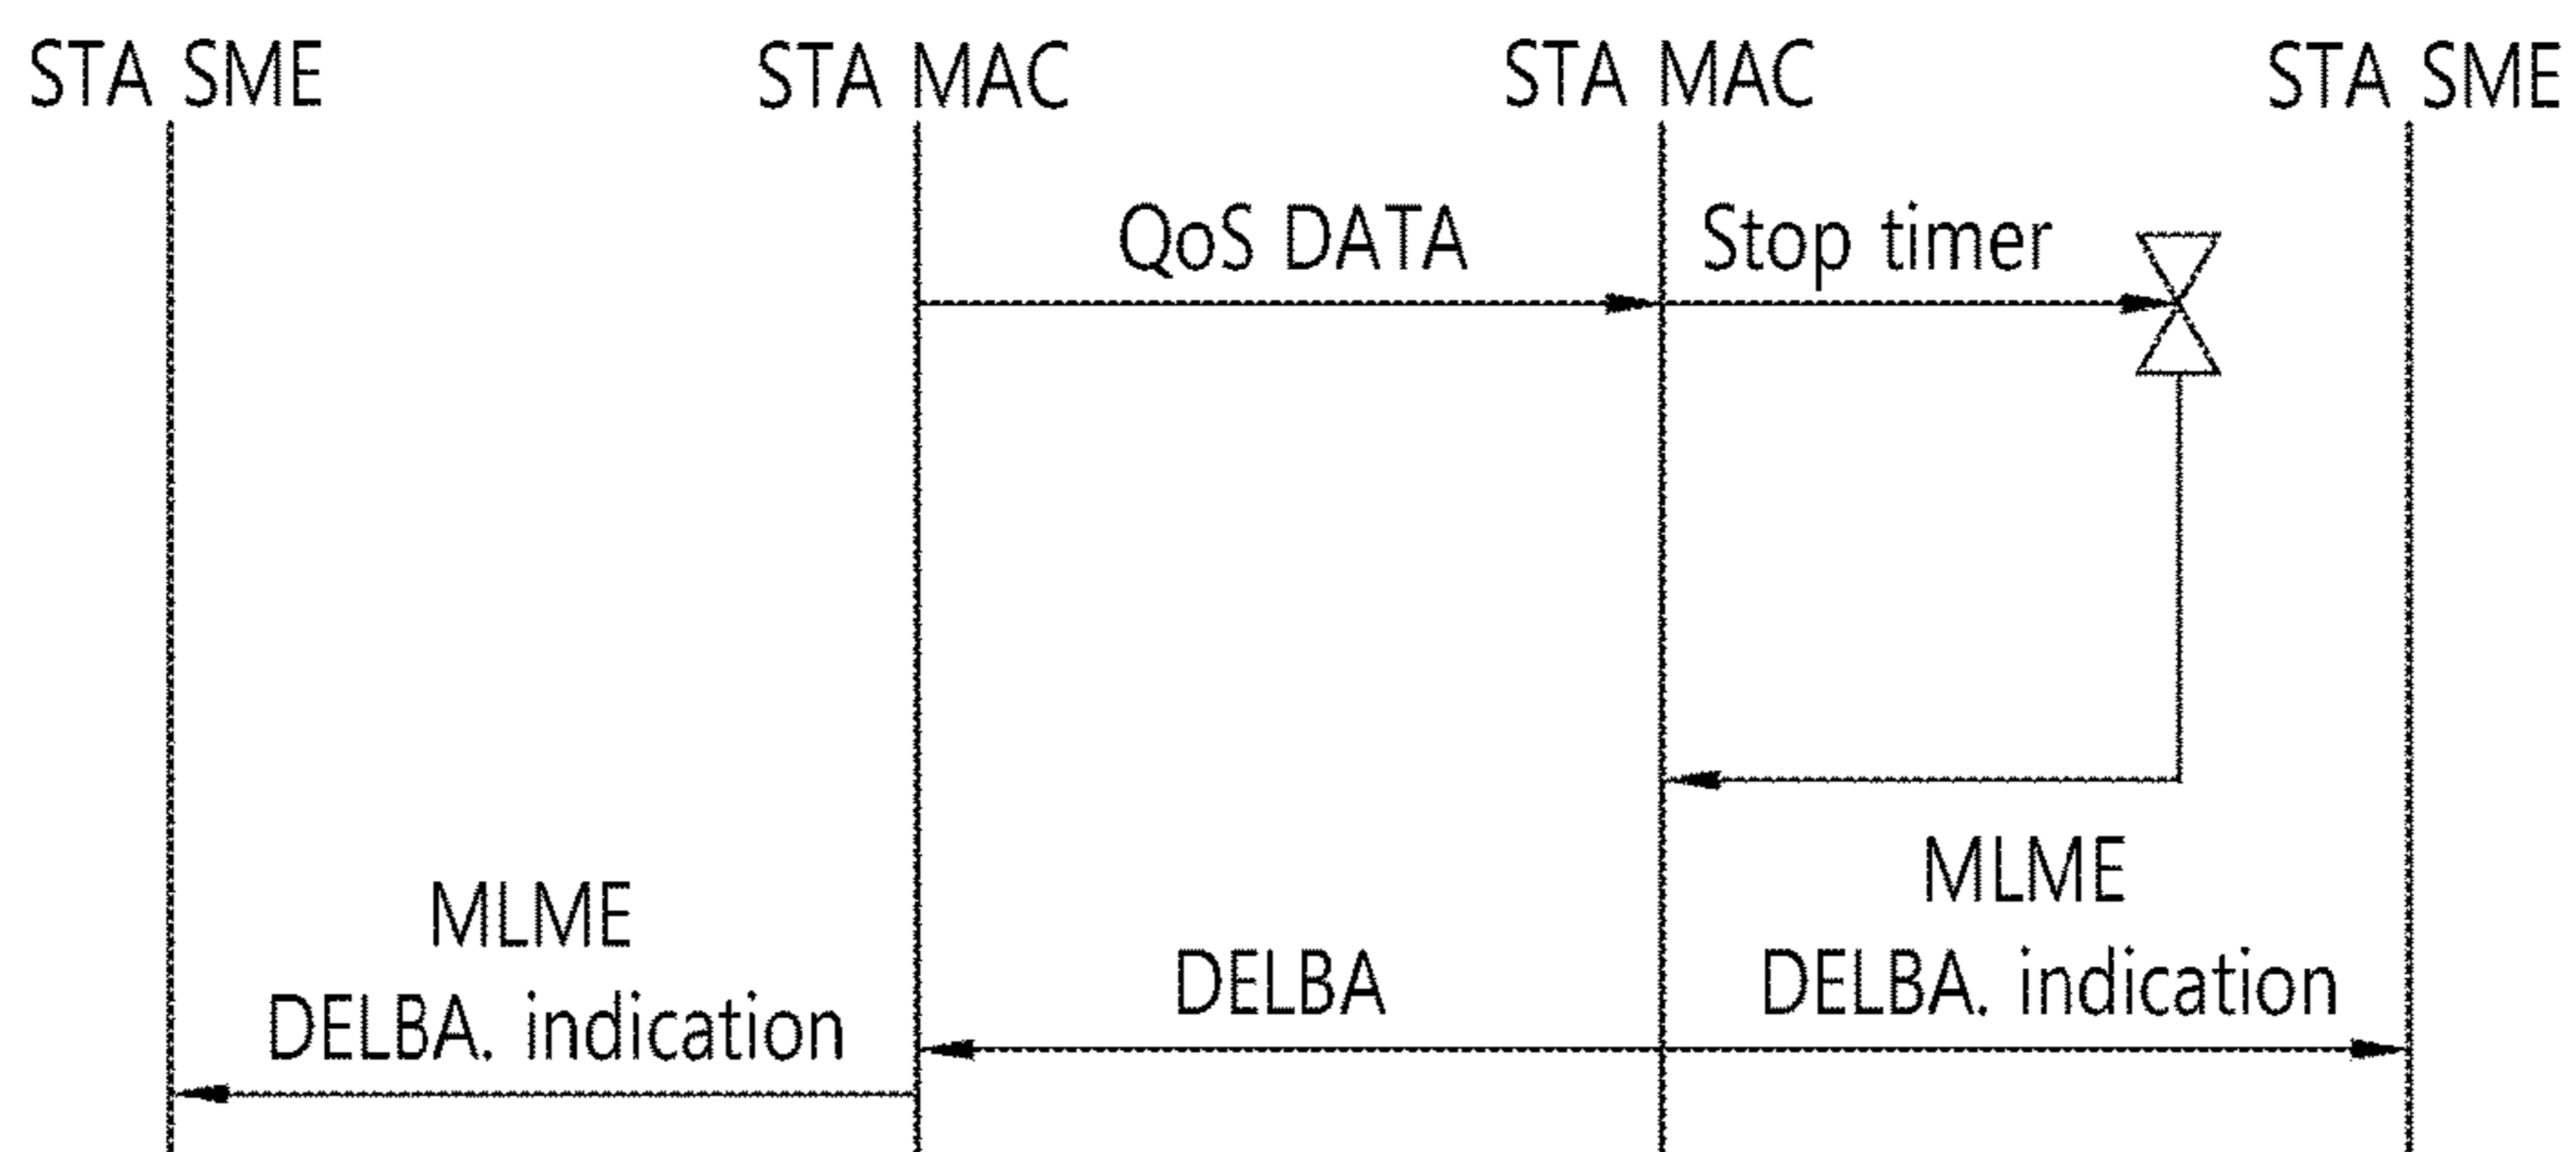 STA SME
STA MAC
STA MAC
STA SME
QoS DATA
Stop timer
MLME
DELBA. indication
DELBA
MLME
DELBA. indication